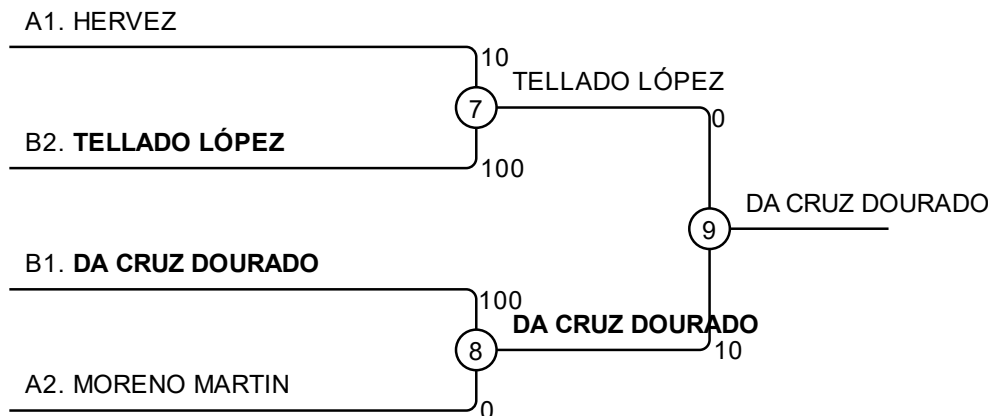 A1. HERVEZ
10
TELLADO LÓPEZ
7
0
B2. TELLADO LÓPEZ
100
DA CRUZ DOURADO
9
B1. DA CRUZ DOURADO
100
DA CRUZ DOURADO
8
10
A2. MORENO MARTIN
0